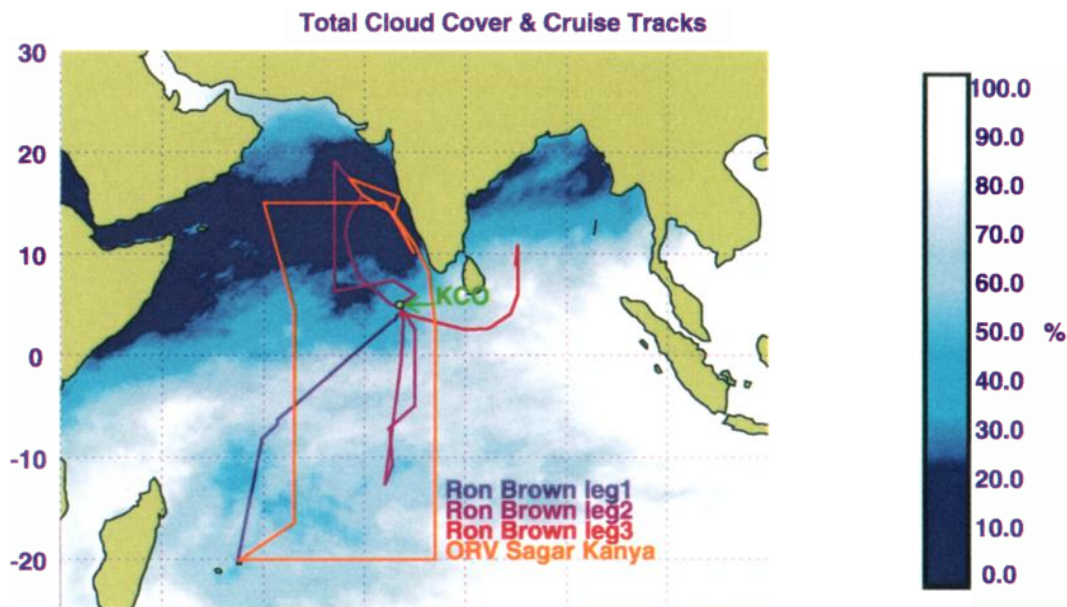 Total Cloud Cover & Cruise Tracks
30
20
10
0
-10
-20
KCO
Ron Brown leg1
Ron Brown leg2
Ron Brown leg3
ORV Sagar Kanya
100.0
90.0
80.0
70.0
60.0
50.0 %
40.0
30.0
20.0
10.0
0.0